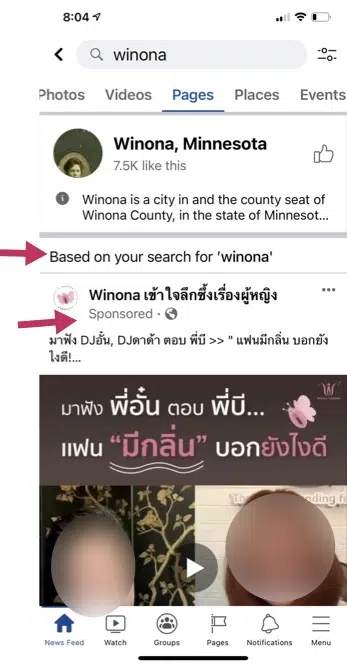 8:04
winona
Photos Videos Pages Places Events
Winona, Minnesota
7.5K like this
Winona is a city in and the county seat of
Winona County, in the state of Minnesot...
Based on your search for 'winona'
Winona เข้าใจลึกซึ้งเรื่องผู้หญิง
Sponsored ·
มาฟัง DJอั๋น, DJดาด้า ตอบ พี่บี >> " แฟนมีกลิ่น บอกยัง
ไงดี!...
มาฟัง พี่อั๋น ตอบ พี่บี...
แฟน “มีกลิ่น” บอกยังไงดี
News Feed Watch Groups Pages Notifications Menu